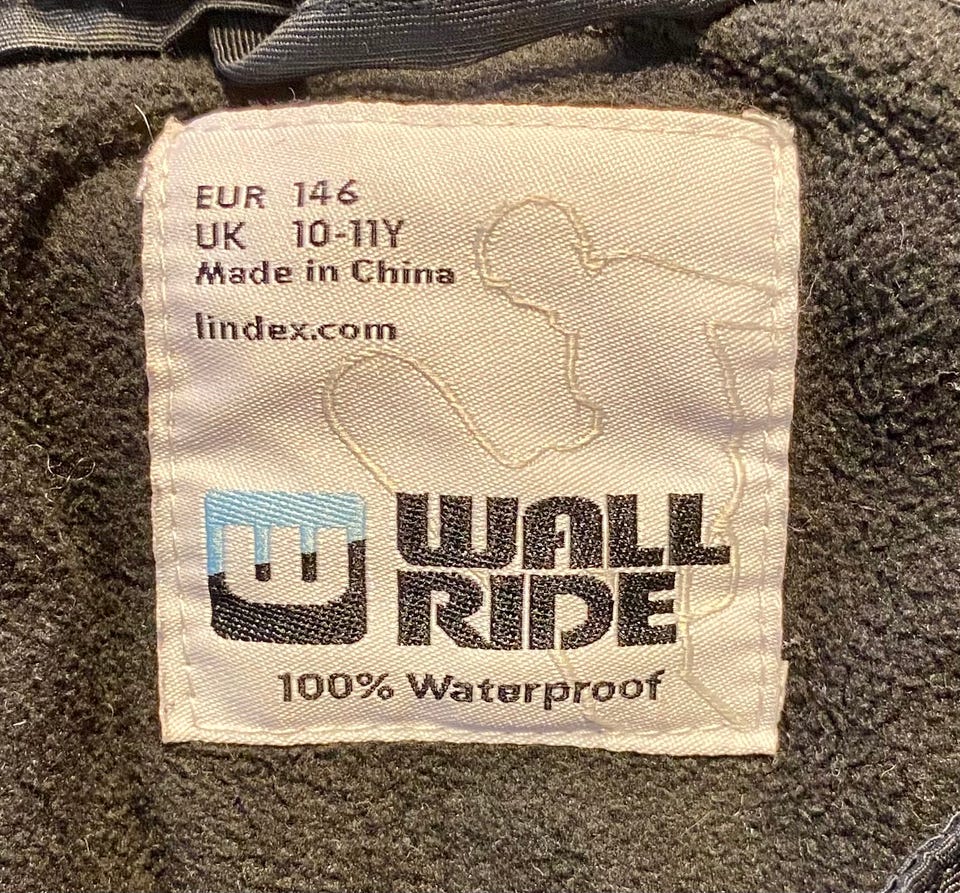 EUR 146
UK 10-11Y
Made in China
lindex.com
WALL
RIDE
100% Waterproof